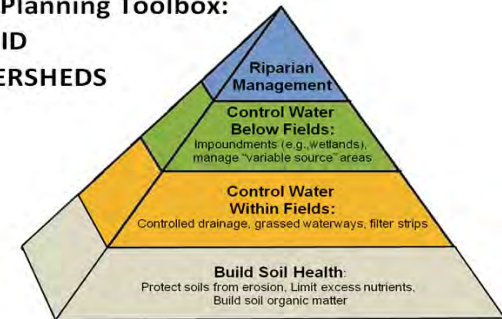 Planning Toolbox:
ID
ERSHEDS
Riparian
Management
Control Water
Below Fields:
Impoundments (e.g.,wetlands),
manage "variable source" areas
Control Water
Within Fields:
Controlled drainage, grassed waterways, filter strips
Build Soil Health:
Protect soils from erosion, Limit excess nutrients,
Build soil organic matter